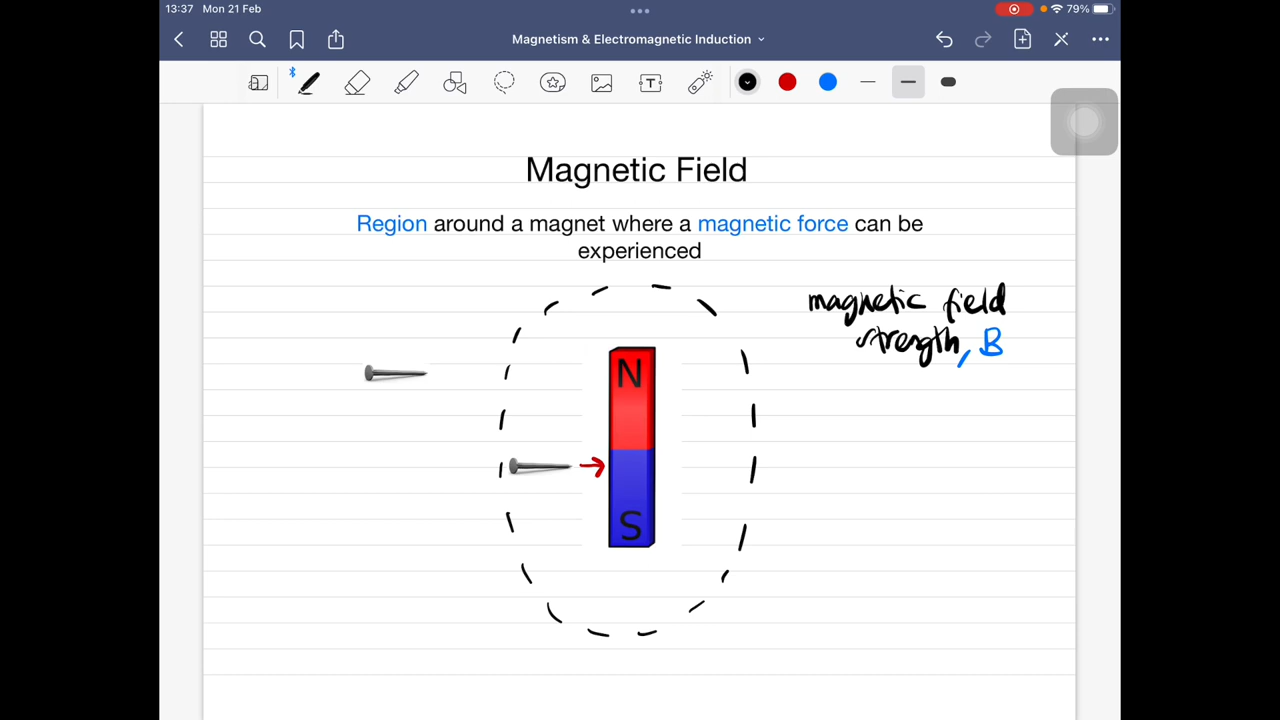 13:37 Mon 21 Feb
79%
Magnetism & Electromagnetic Induction
T
Magnetic Field
Region around a magnet where a magnetic force can be
experienced
magnetic field
strength, B
N
S